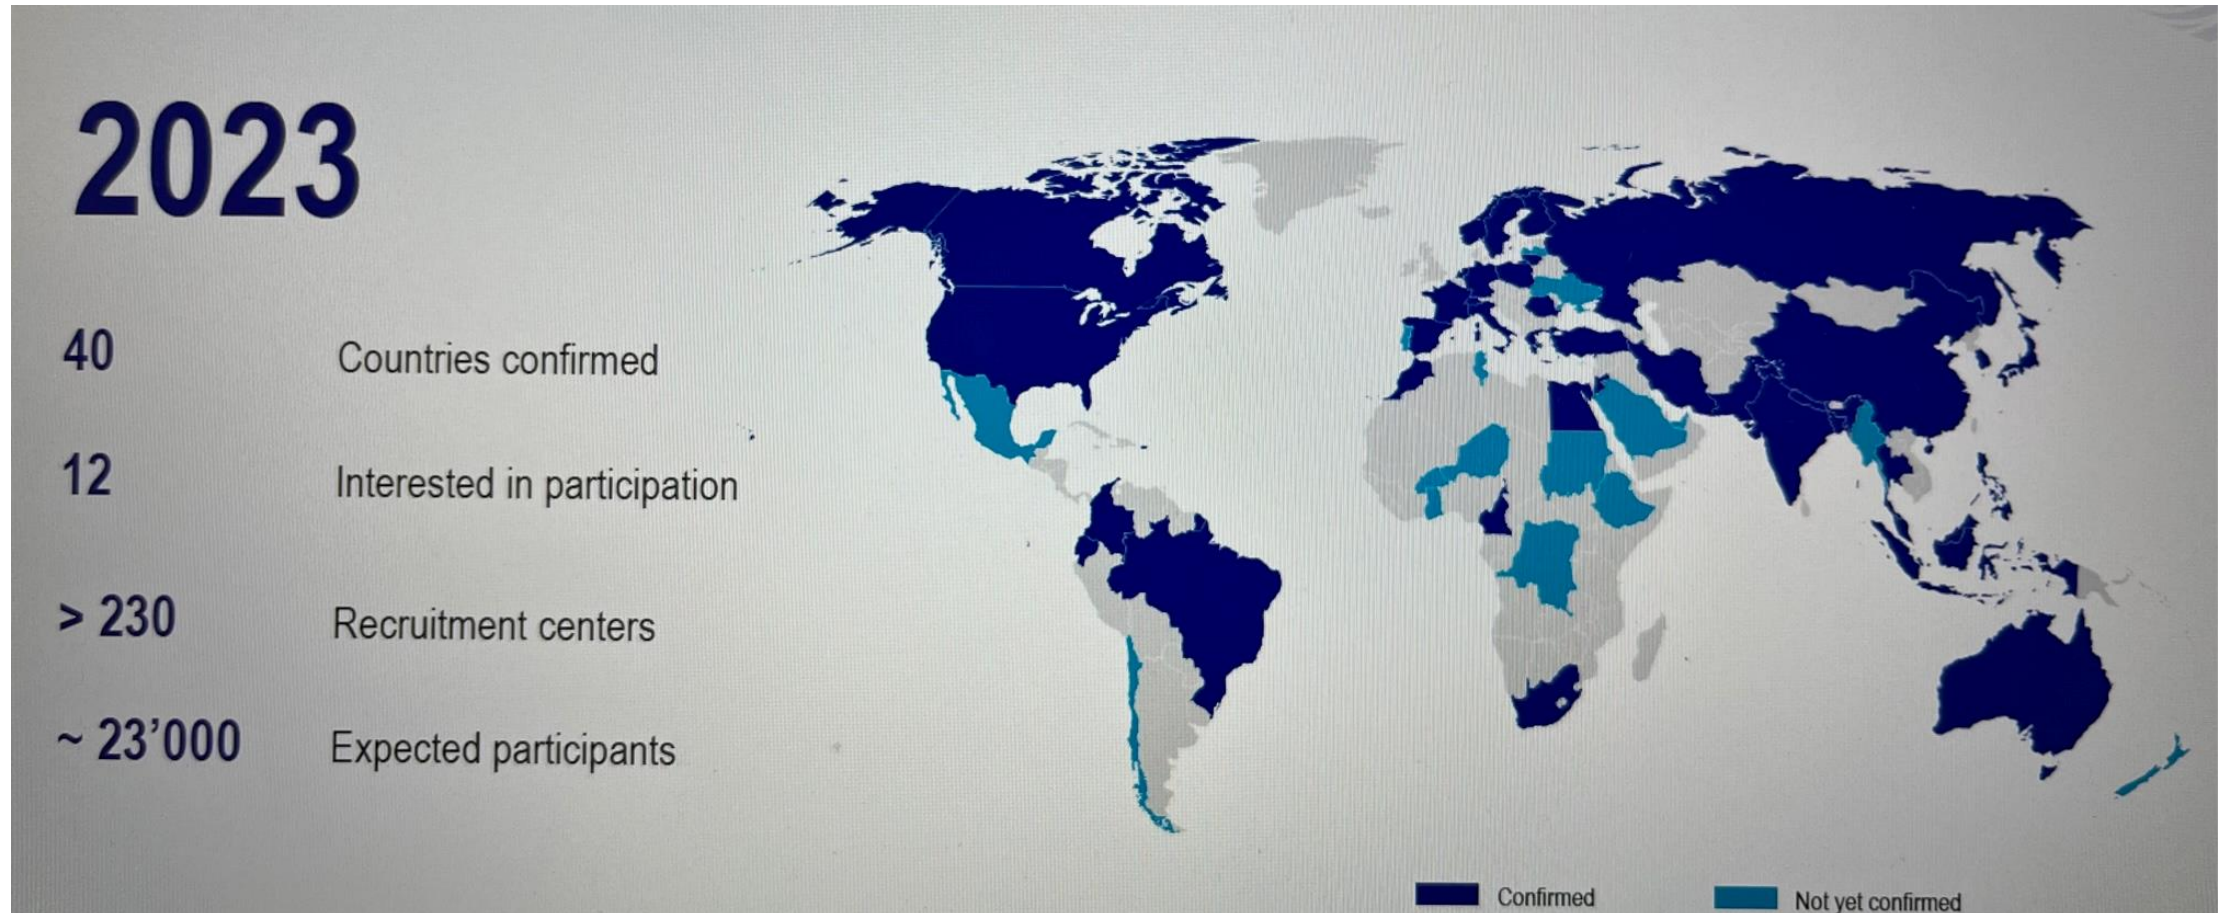 2023
40 Countries confirmed
12 Interested in participation
> 230 Recruitment centers
~ 23’000 Expected participants
Confirmed Not yet confirmed